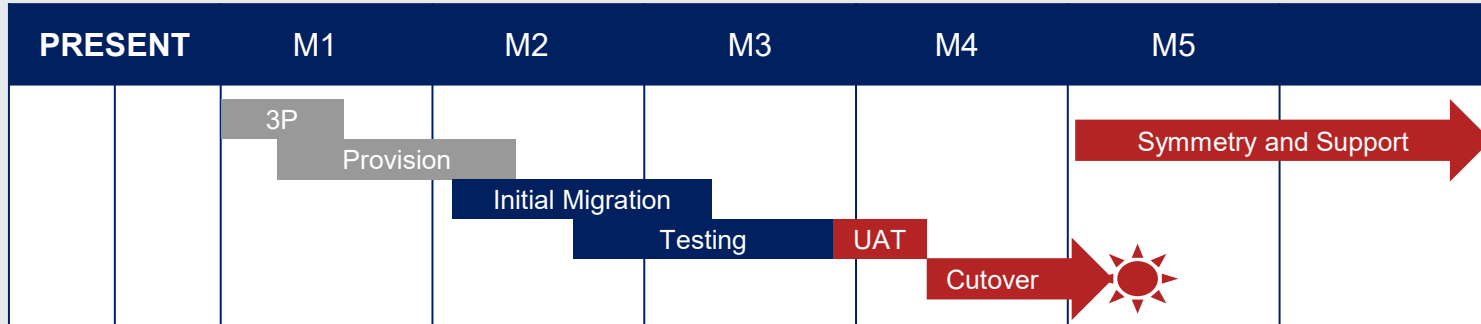 PRESENT M1 M2 M3 M4 M5
3P
Symmetry and Support
Provision
Initial Migration
Testing UAT
Cutover